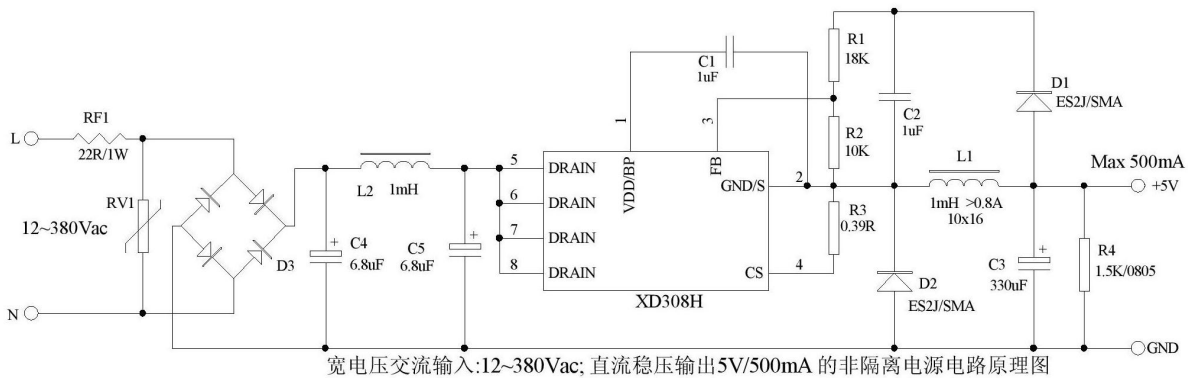 L
RF1
22R/1W
RV1
12~380Vac
N
D3
L2
1mH
C4
6.8uF
C5
6.8uF
5
6
7
8
DRAIN
DRAIN
DRAIN
DRAIN
1
VDD/BP
3
FB
GND/S
2
CS
4
XD308H
C1
1uF
R1
18K
R2
10K
R3
0.39R
C2
1uF
D1
ES2J/SMA
D2
ES2J/SMA
L1
1mH >0.8A
10x16
C3
330uF
R4
1.5K/0805
Max 500mA
+5V
GND
+
+
+
宽电压交流输入:12~380Vac; 直流稳压输出5V/500mA 的非隔离电源电路原理图